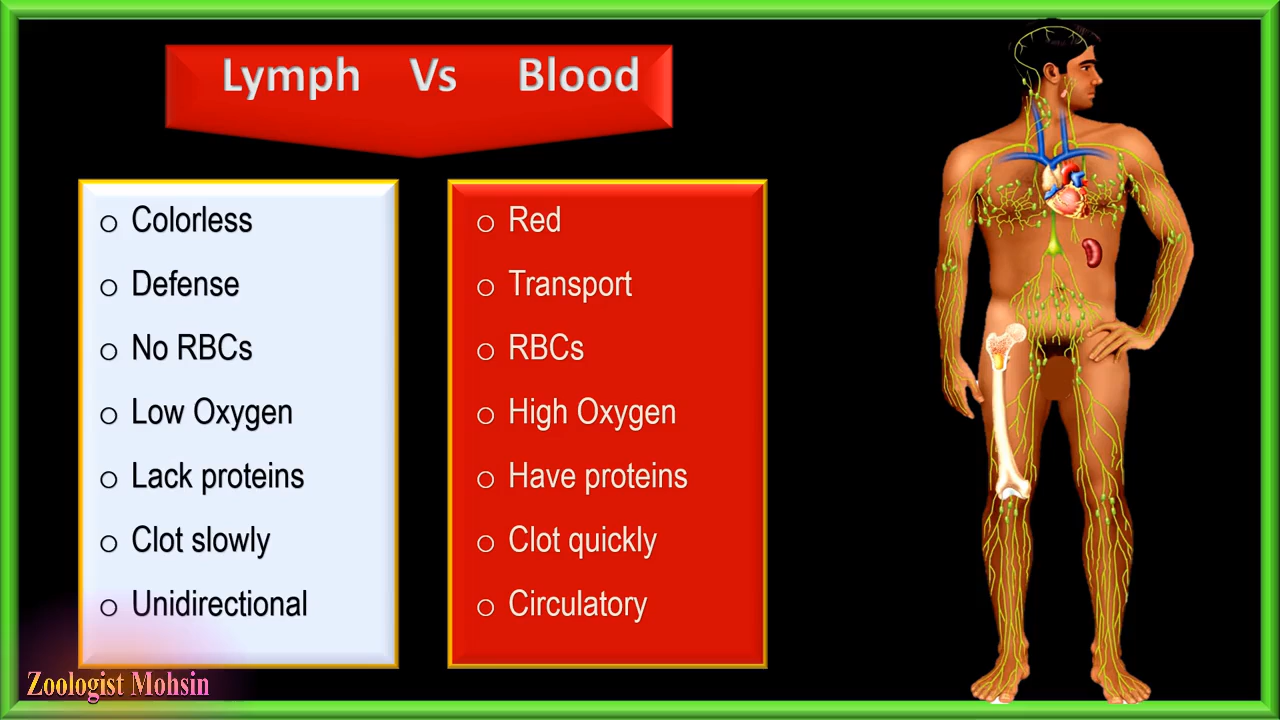 Lymph Vs Blood
Colorless
Defense
No RBCs
Low Oxygen
Lack proteins
Clot slowly
Unidirectional
Red
Transport
RBCs
High Oxygen
Have proteins
Clot quickly
Circulatory
Zoologist Mohsin